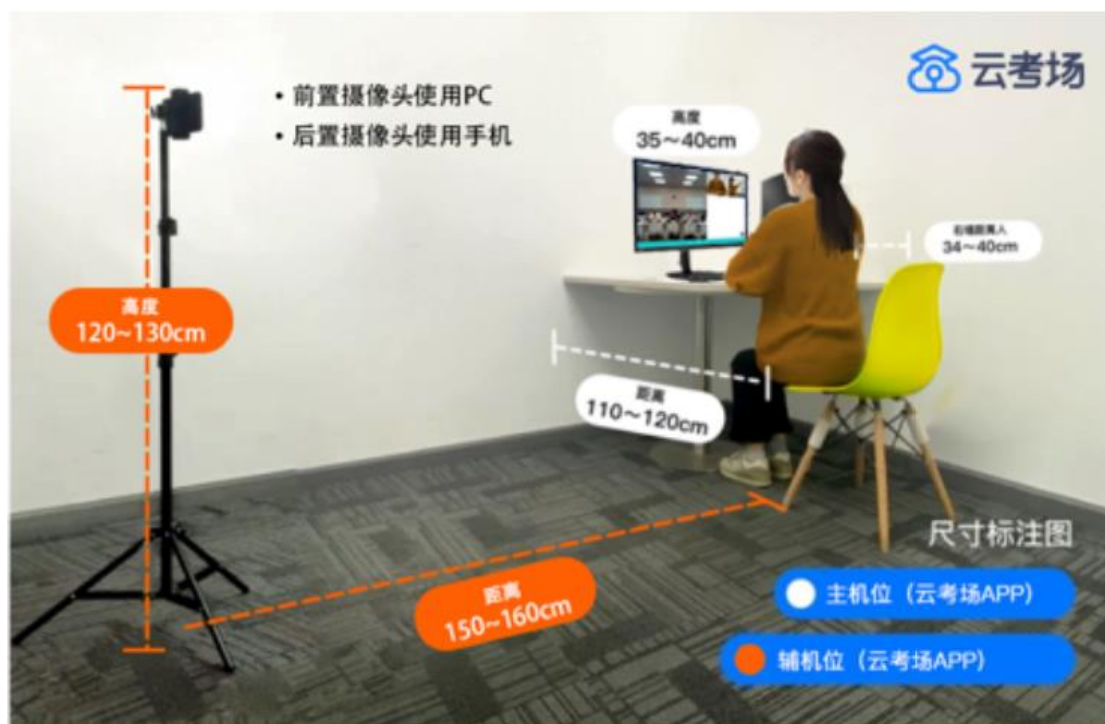 云考场
• 前置摄像头使用PC
• 后置摄像头使用手机
高度
35～40cm
右墙距离人
34～40cm
高度
120~130cm
距离
110～120cm
距离
150~160cm
尺寸标注图
主机位（云考场APP）
辅机位（云考场APP）